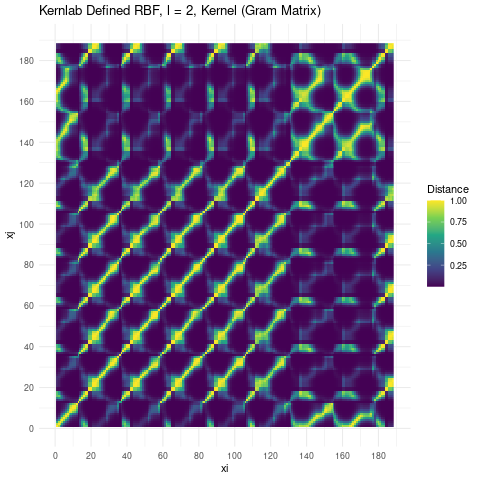 Kernlab Defined RBF, l = 2, Kernel (Gram Matrix)
180
160
140
120
100
80
60
40
20
0
xj
0 20 40 60 80 100 120 140 160 180
xi
Distance
1.00
0.75
0.50
0.25